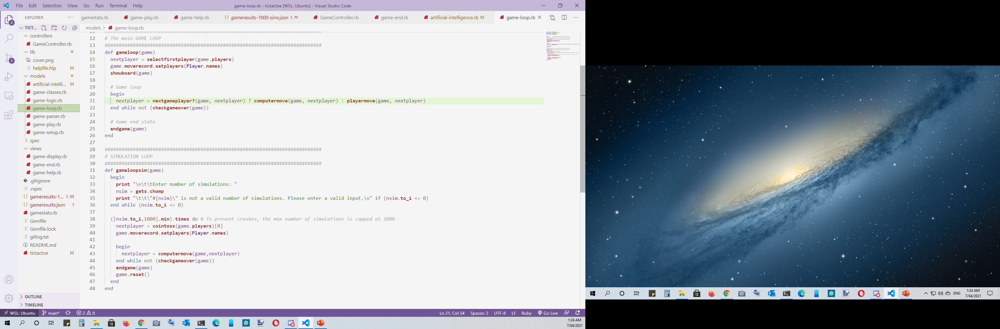 File Edit Selection View Go Run Terminal Help
game-loop.rb - tictactoe [WSL: Ubuntu] - Visual Studio Code
EXPLORER
gamestats.rb
game-play.rb
game-help.rb
gameresults-1000-sims.json 1, M
GameController.rb
game-end.rb
artificial-intelligence.rb M
game-loop.rb
TICT...
models > game-loop.rb
controllers
GameController.rb
lib
cover.png
helpfile.hlp M
models
artificial-intelli... M
game-classes.rb
game-logic.rb
game-loop.rb
game-parser.rb
game-play.rb
game-setup.rb
spec
views
game-display.rb
game-end.rb
game-help.rb
.gitignore
.rspec
gameresults-1... 1, M
gameresults.json 1
gamestats.rb
Gemfile
Gemfile.lock
gitlog.txt
README.md
tictactoe M
OUTLINE
TIMELINE
2
7
12 # The main GAME LOOP
13 #############################################################################
14 def gameloop(game)
15 nextplayer = selectfirstplayer(game.players)
16 game.moverecord.setplayers(Player.names)
17 showboard(game)
18
19 # Game loop
20 begin
21 nextplayer = nextgameplayer?(game, nextplayer) ? computermove(game, nextplayer) : playermove(game, nextplayer)
22 end while not (checkgameover(game))
23
24 # Game end state
25 endgame(game)
26 end
27
28 #############################################################################
29 # SIMULATION LOOP
30 #############################################################################
31 def gameloopsim(game)
32 begin
33 print "\n\t\tEnter number of simulations: "
34 nsim = gets.chomp
35 print "\t\t\"#{nsim}\" is not a valid number of simulations. Please enter a valid input.\n" if (nsim.to_i <= 0)
36 end while (nsim.to_i <= 0)
37
38 ([nsim.to_i,1000].min).times do # To prevent crashes, the max number of simulations is capped at 1000
39 nextplayer = cointoss(game.players)[0]
40 game.moverecord.setplayers(Player.names)
41
42 begin
43 nextplayer = computermove(game,nextplayer)
44 end while not (checkgameover(game))
45 endgame(game)
46 game.reset()
47 end
48 end
WSL: Ubuntu main* 2 0
Ln 21, Col 54 Spaces: 2 UTF-8 LF Ruby Go Live
1:24 AM
7/04/2021
ENG
1:24 AM
7/04/2021